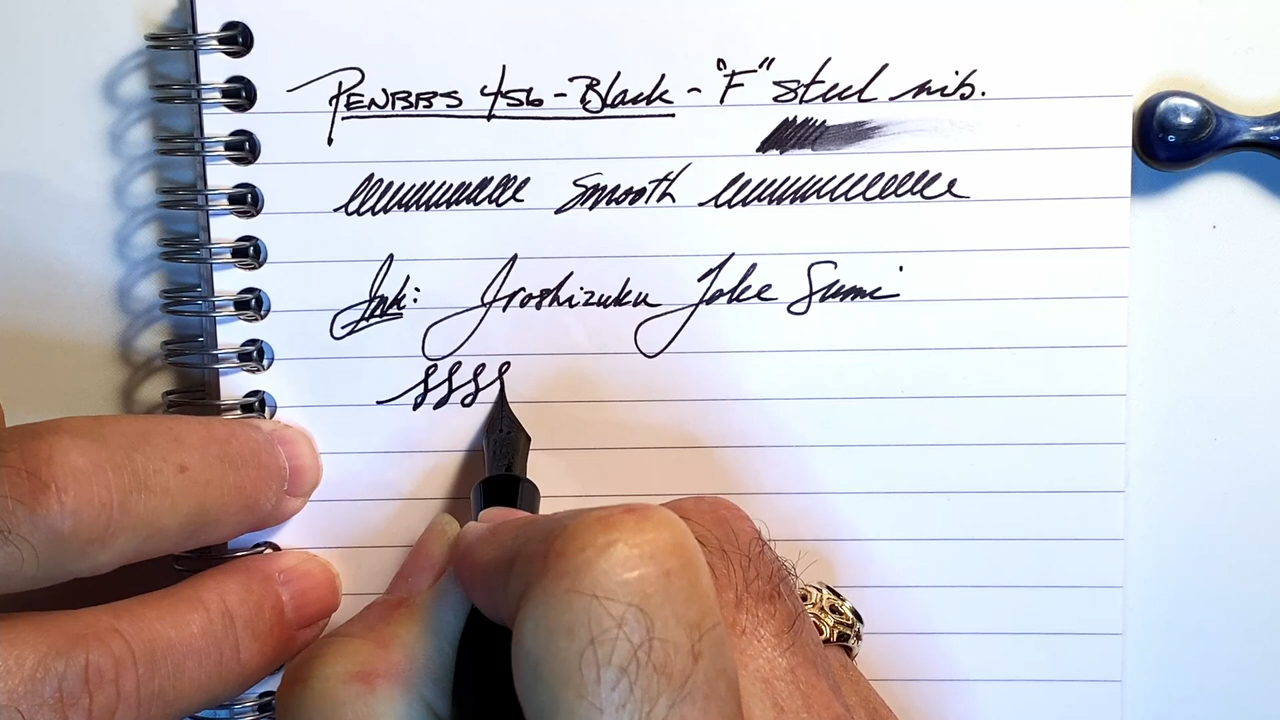 PENBBS 456-Black - "F" steel nib.
Smooth
Ink: Iroshizuku Take Sumi